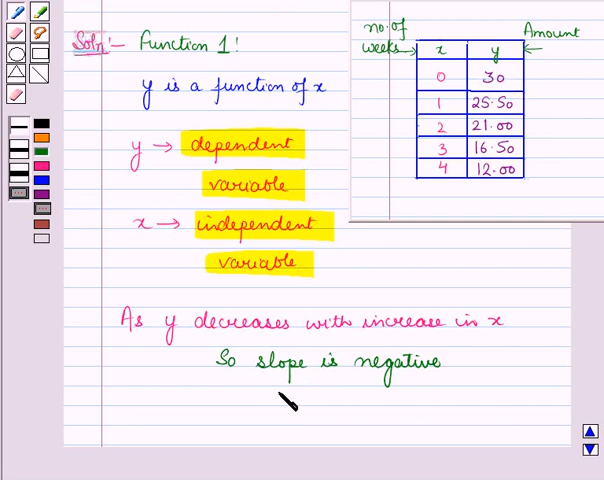 Soln:- Function 1:
y is a function of x
y → dependent
variable
x → independent
variable
As y decreases with increase in x
So slope is negative
no. of
weeks→
Amount
x y
0 30
1 25.50
2 21.00
3 16.50
4 12.00